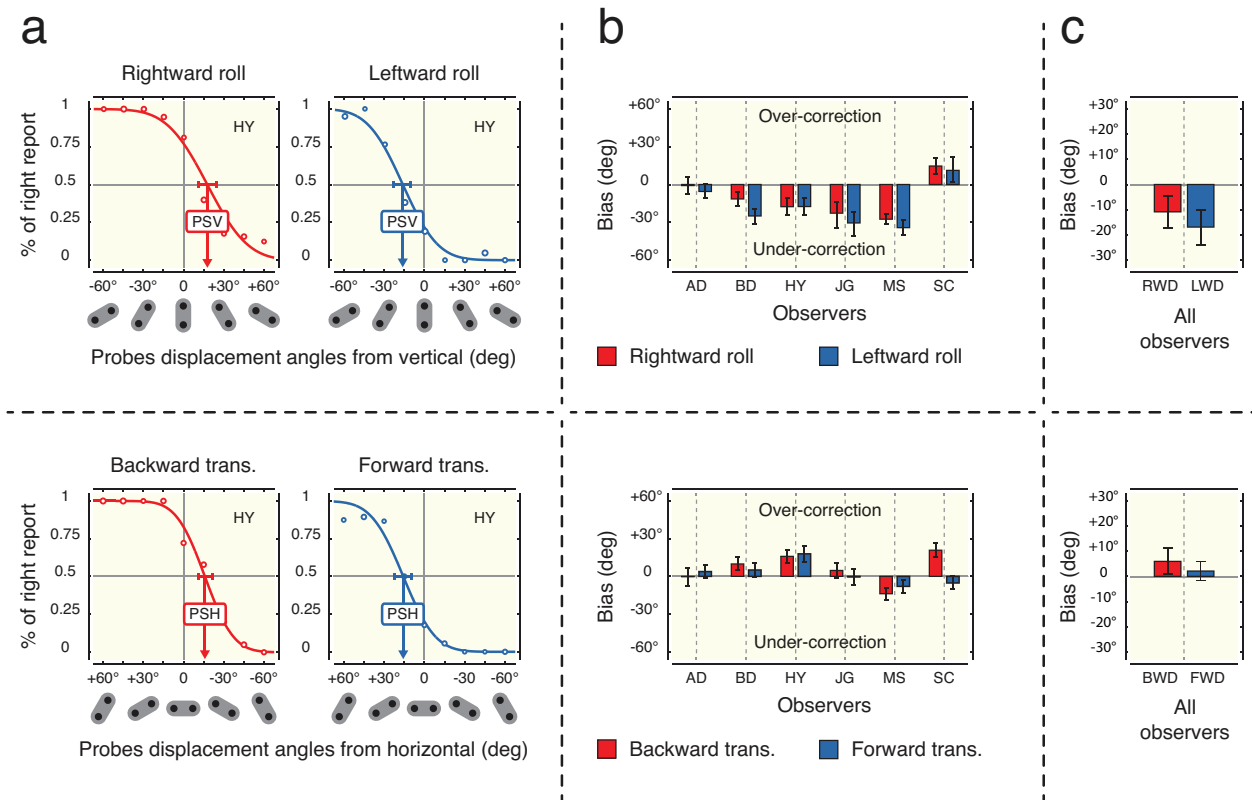 a
Rightward roll
Leftward roll
% of right report
1
0.75
0.5
0.25
0
HY
PSV
-60° -30° 0 +30° +60°
1
0.75
0.5
0.25
0
HY
PSV
-60° -30° 0 +30° +60°
Probes displacement angles from vertical (deg)
b
Bias (deg)
+60°
+30°
0
-30°
-60°
Over-correction
Under-correction
AD BD HY JG MS SC
Observers
Rightward roll
Leftward roll
c
Bias (deg)
+30°
+20°
+10°
0
-10°
-20°
-30°
RWD LWD
All
observers
Backward trans.
Forward trans.
% of right report
1
0.75
0.5
0.25
0
HY
PSH
+60° +30° 0 -30° -60°
1
0.75
0.5
0.25
0
HY
PSH
+60° +30° 0 -30° -60°
Probes displacement angles from horizontal (deg)
Bias (deg)
+60°
+30°
0
-30°
-60°
Over-correction
Under-correction
AD BD HY JG MS SC
Observers
Backward trans.
Forward trans.
Bias (deg)
+30°
+20°
+10°
0
-10°
-20°
-30°
BWD FWD
All
observers